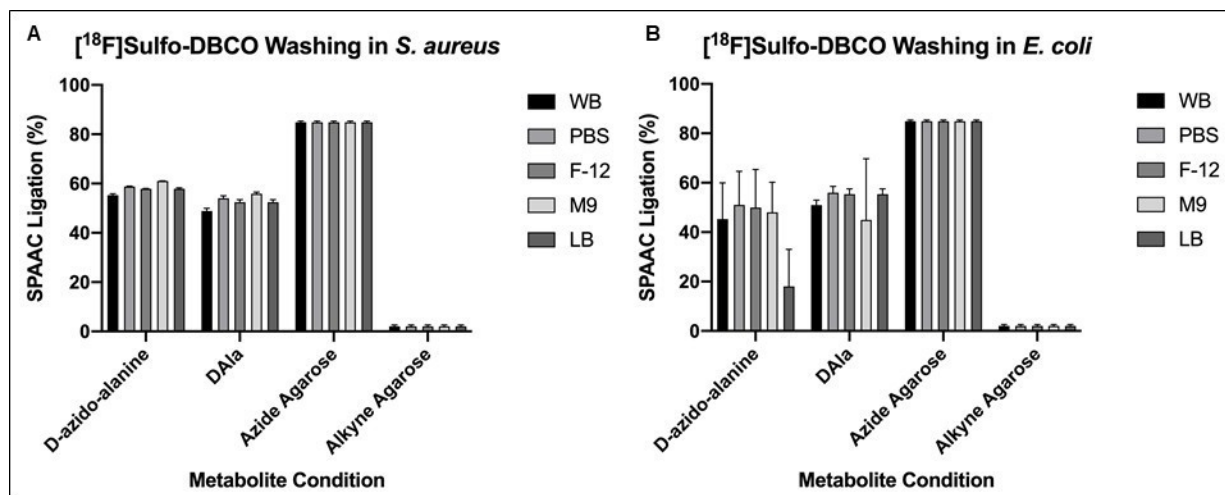 A
[18F]Sulfo-DBCO Washing in S. aureus
SPAAC Ligation (%)
100
80
60
40
20
0
D-azido-alanine
DAla
Azide Agarose
Alkyne Agarose
Metabolite Condition
WB
PBS
F-12
M9
LB
B
[18F]Sulfo-DBCO Washing in E. coli
SPAAC Ligation (%)
100
80
60
40
20
0
D-azido-alanine
DAla
Azide Agarose
Alkyne Agarose
Metabolite Condition
WB
PBS
F-12
M9
LB